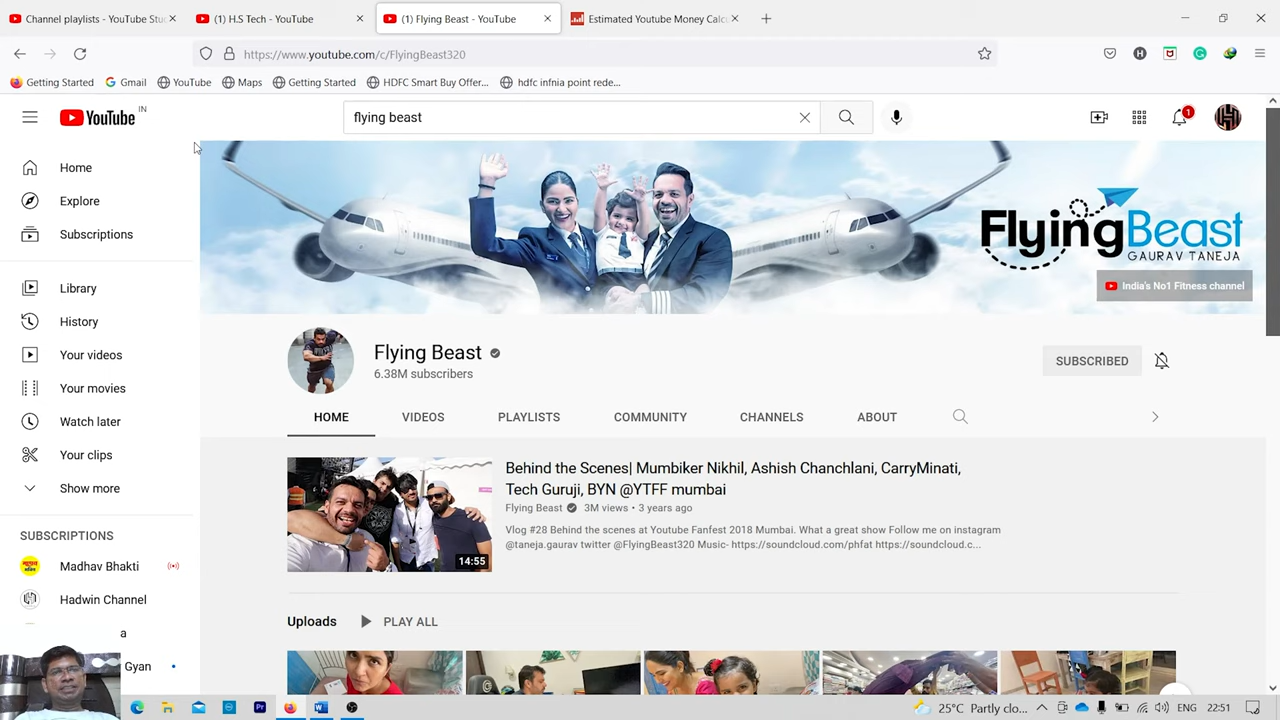 Channel playlists - YouTube Stu
(1) H.S Tech - YouTube
(1) Flying Beast - YouTube
Estimated Youtube Money Calcu
https://www.youtube.com/c/FlyingBeast320
Getting Started
Gmail
YouTube
Maps
Getting Started
HDFC Smart Buy Offer...
hdfc infnia point rede...
YouTube
IN
flying beast
1
Home
Explore
Subscriptions
Library
History
Your videos
Your movies
Watch later
Your clips
Show more
SUBSCRIPTIONS
Madhav Bhakti
Hadwin Channel
a
Gyan
FlyingBeast
GAURAV TANEJA
India's No1 Fitness channel
Flying Beast
6.38M subscribers
SUBSCRIBED
HOME
VIDEOS
PLAYLISTS
COMMUNITY
CHANNELS
ABOUT
14:55
Behind the Scenes| Mumbiker Nikhil, Ashish Chanchlani, CarryMinati,
Tech Guruji, BYN @YTFF mumbai
Flying Beast
3M views • 3 years ago
Vlog #28 Behind the scenes at Youtube Fanfest 2018 Mumbai. What a great show Follow me on instagram
@taneja.gaurav twitter @FlyingBeast320 Music- https://soundcloud.com/phfat https://soundcloud.c...
Uploads
PLAY ALL
25°C Partly clo...
ENG
22:51